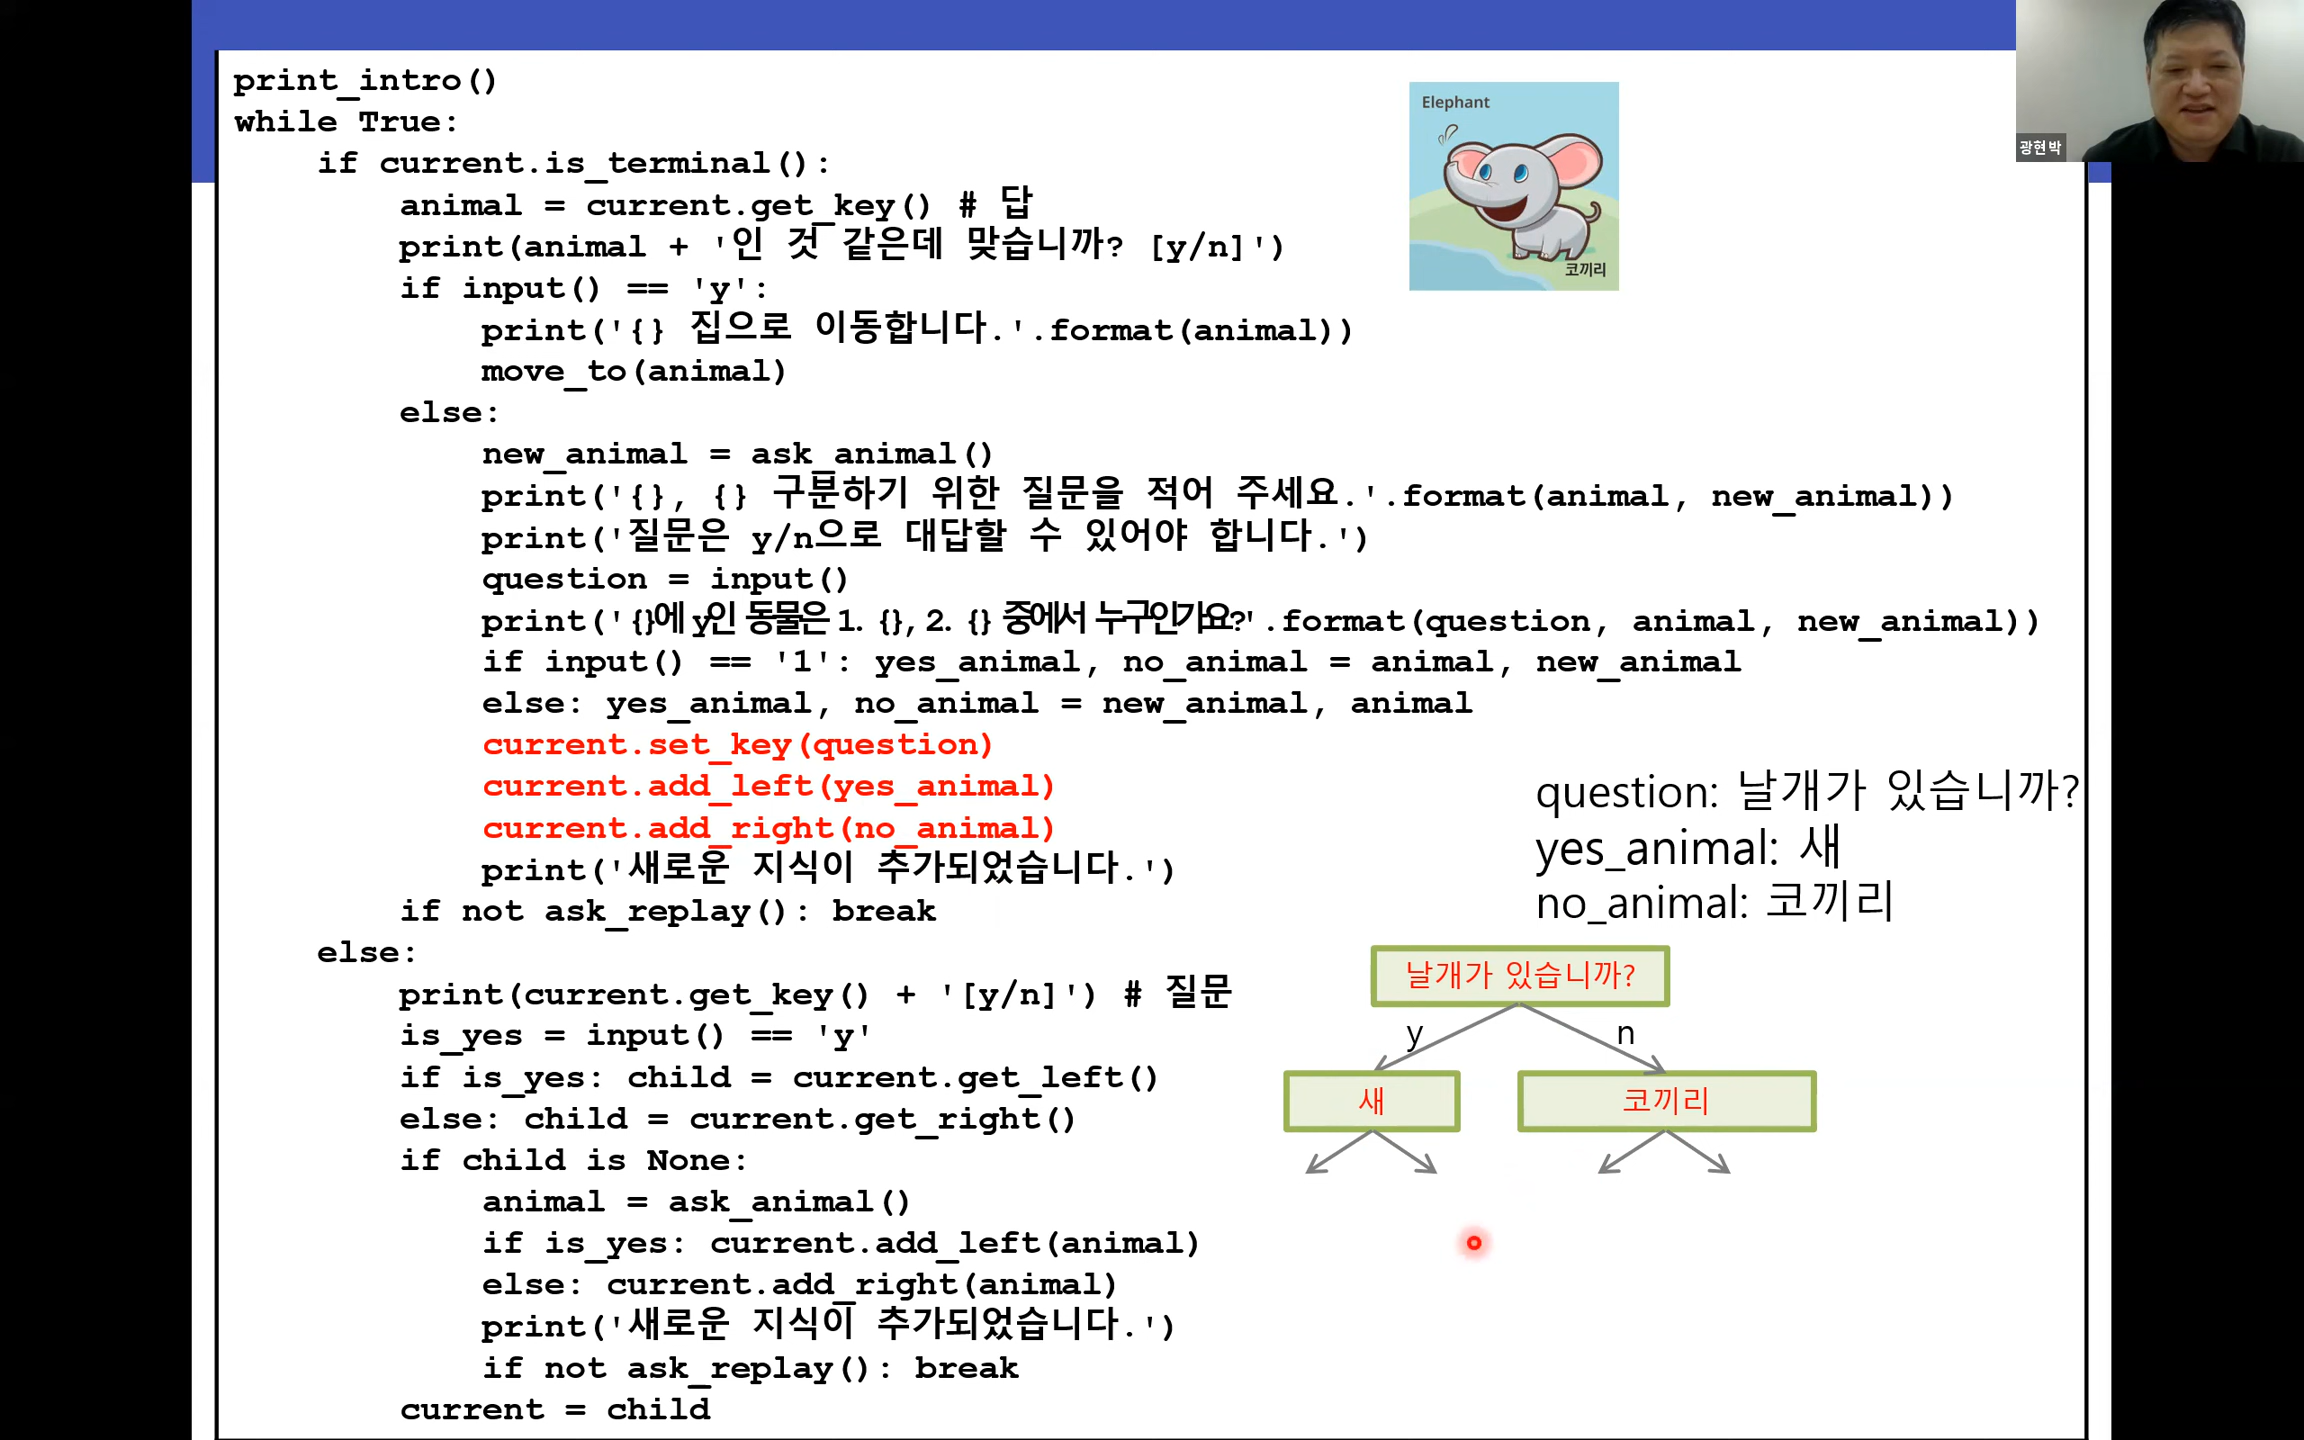 print_intro()
while True:
if current.is_terminal():
animal = current.get_key() # 답
print(animal + '인 것 같은데 맞습니까? [y/n]')
if input() == 'y':
print('{} 집으로 이동합니다.'.format(animal))
move_to(animal)
else:
new_animal = ask_animal()
print('{}, {} 구분하기 위한 질문을 적어 주세요.'.format(animal, new_animal))
print('질문은 y/n으로 대답할 수 있어야 합니다.')
question = input()
print('{}에 y인 동물은 1. {}, 2. {} 중에서 누구인가요?'.format(question, animal, new_animal))
if input() == '1': yes_animal, no_animal = animal, new_animal
else: yes_animal, no_animal = new_animal, animal
current.set_key(question)
current.add_left(yes_animal)
current.add_right(no_animal)
print('새로운 지식이 추가되었습니다.')
if not ask_replay(): break
else:
print(current.get_key() + '[y/n]') # 질문
is_yes = input() == 'y'
if is_yes: child = current.get_left()
else: child = current.get_right()
if child is None:
animal = ask_animal()
if is_yes: current.add_left(animal)
else: current.add_right(animal)
print('새로운 지식이 추가되었습니다.')
if not ask_replay(): break
current = child
Elephant
코끼리
광현박
question: 날개가 있습니까?
yes_animal: 새
no_animal: 코끼리
날개가 있습니까?
y n
새 코끼리